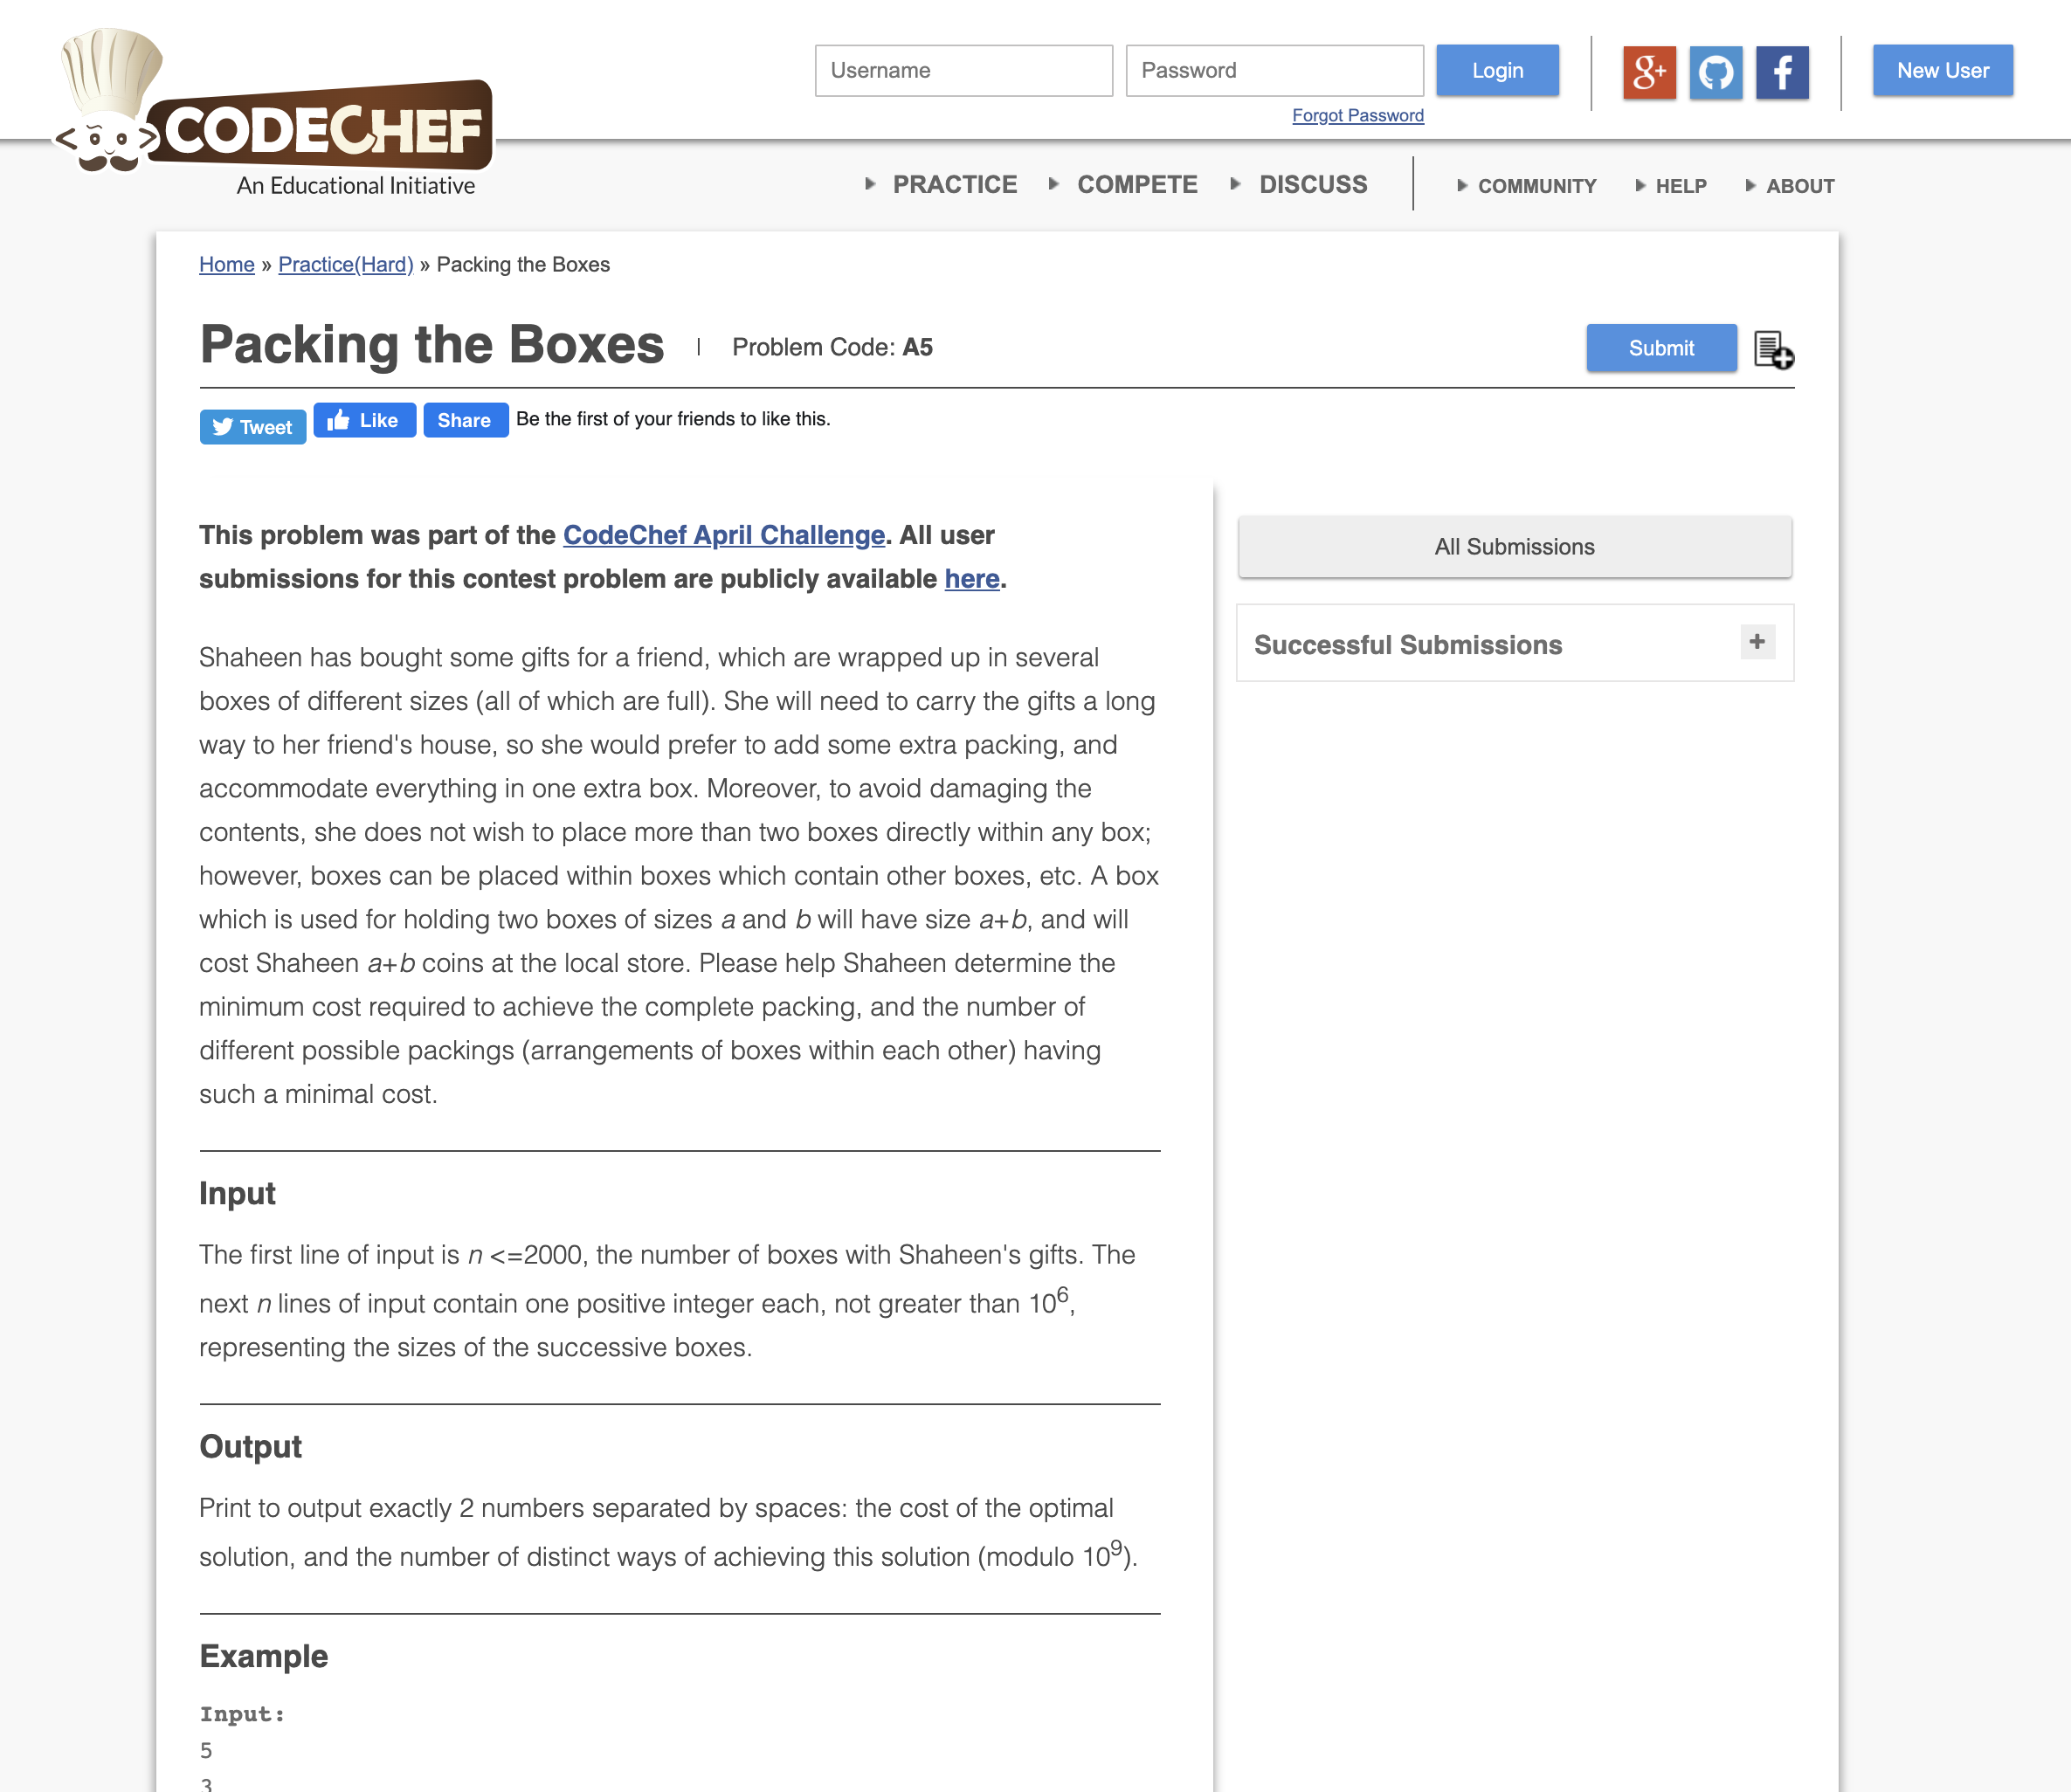 Username
Password
Login
New User
Forgot Password
CODECHEF
An Educational Initiative
PRACTICE COMPETE DISCUSS COMMUNITY HELP ABOUT
Home » Practice(Hard) » Packing the Boxes
Packing the Boxes | Problem Code: A5
Submit
Tweet Like Share Be the first of your friends to like this.
This problem was part of the CodeChef April Challenge. All user
submissions for this contest problem are publicly available here.
Shaheen has bought some gifts for a friend, which are wrapped up in several
boxes of different sizes (all of which are full). She will need to carry the gifts a long
way to her friend's house, so she would prefer to add some extra packing, and
accommodate everything in one extra box. Moreover, to avoid damaging the
contents, she does not wish to place more than two boxes directly within any box;
however, boxes can be placed within boxes which contain other boxes, etc. A box
which is used for holding two boxes of sizes a and b will have size a+b, and will
cost Shaheen a+b coins at the local store. Please help Shaheen determine the
minimum cost required to achieve the complete packing, and the number of
different possible packings (arrangements of boxes within each other) having
such a minimal cost.
Input
The first line of input is n <=2000, the number of boxes with Shaheen's gifts. The
next n lines of input contain one positive integer each, not greater than 10⁶,
representing the sizes of the successive boxes.
Output
Print to output exactly 2 numbers separated by spaces: the cost of the optimal
solution, and the number of distinct ways of achieving this solution (modulo 10⁹).
Example
Input:
5
3
All Submissions
Successful Submissions +